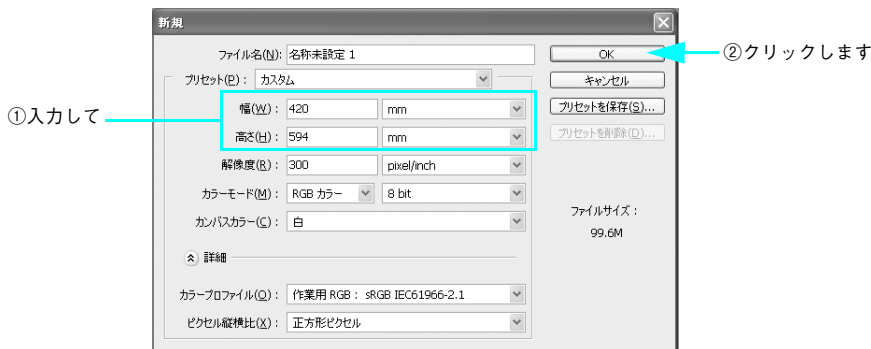 新規
ファイル名(N): 名称未設定 1
OK
②クリックします
プリセット(P): カスタム
キャンセル
①入力して
幅(W): 420 mm
プリセットを保存(S)...
高さ(H): 594 mm
プリセットを削除(D)...
解像度(R): 300 pixel/inch
カラーモード(M): RGB カラー 8 bit
カンバスカラー(C): 白
ファイルサイズ:
99.6M
詳細
カラープロファイル(O): 作業用 RGB: sRGB IEC61966-2.1
ピクセル縦横比(X): 正方形ピクセル